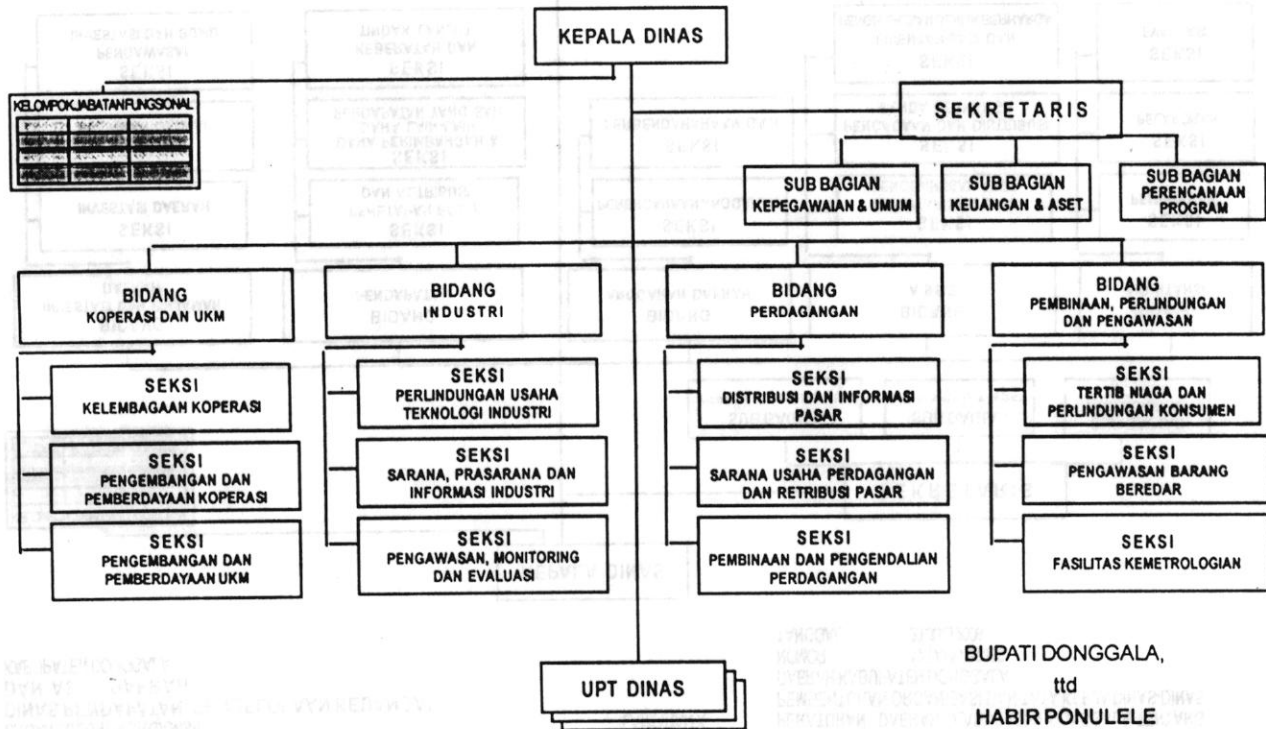 KEPALA DINAS
KELOMPOK JABATAN FUNGSIONAL
SEKRETARIS
SUB BAGIAN
KEPEGAWAIAN & UMUM
SUB BAGIAN
KEUANGAN & ASET
SUB BAGIAN
PERENCANAAN
PROGRAM
BIDANG
KOPERASI DAN UKM
BIDANG
INDUSTRI
BIDANG
PERDAGANGAN
BIDANG
PEMBINAAN, PERLINDUNGAN
DAN PENGAWASAN
SEKSI
KELEMBAGAAN KOPERASI
SEKSI
PERLINDUNGAN USAHA
TEKNOLOGI INDUSTRI
SEKSI
DISTRIBUSI DAN INFORMASI
PASAR
SEKSI
TERTIB NIAGA DAN
PERLINDUNGAN KONSUMEN
SEKSI
PENGEMBANGAN DAN
PEMBERDAYAAN KOPERASI
SEKSI
SARANA, PRASARANA DAN
INFORMASI INDUSTRI
SEKSI
SARANA USAHA PERDAGANGAN
DAN RETRIBUSI PASAR
SEKSI
PENGAWASAN BARANG
BEREDAR
SEKSI
PENGEMBANGAN DAN
PEMBERDAYAAN UKM
SEKSI
PENGAWASAN, MONITORING
DAN EVALUASI
SEKSI
PEMBINAAN DAN PENGENDALIAN
PERDAGANGAN
SEKSI
FASILITAS KEMETROLOGIAN
UPT DINAS
BUPATI DONGGALA,
ttd
HABIR PONULELE